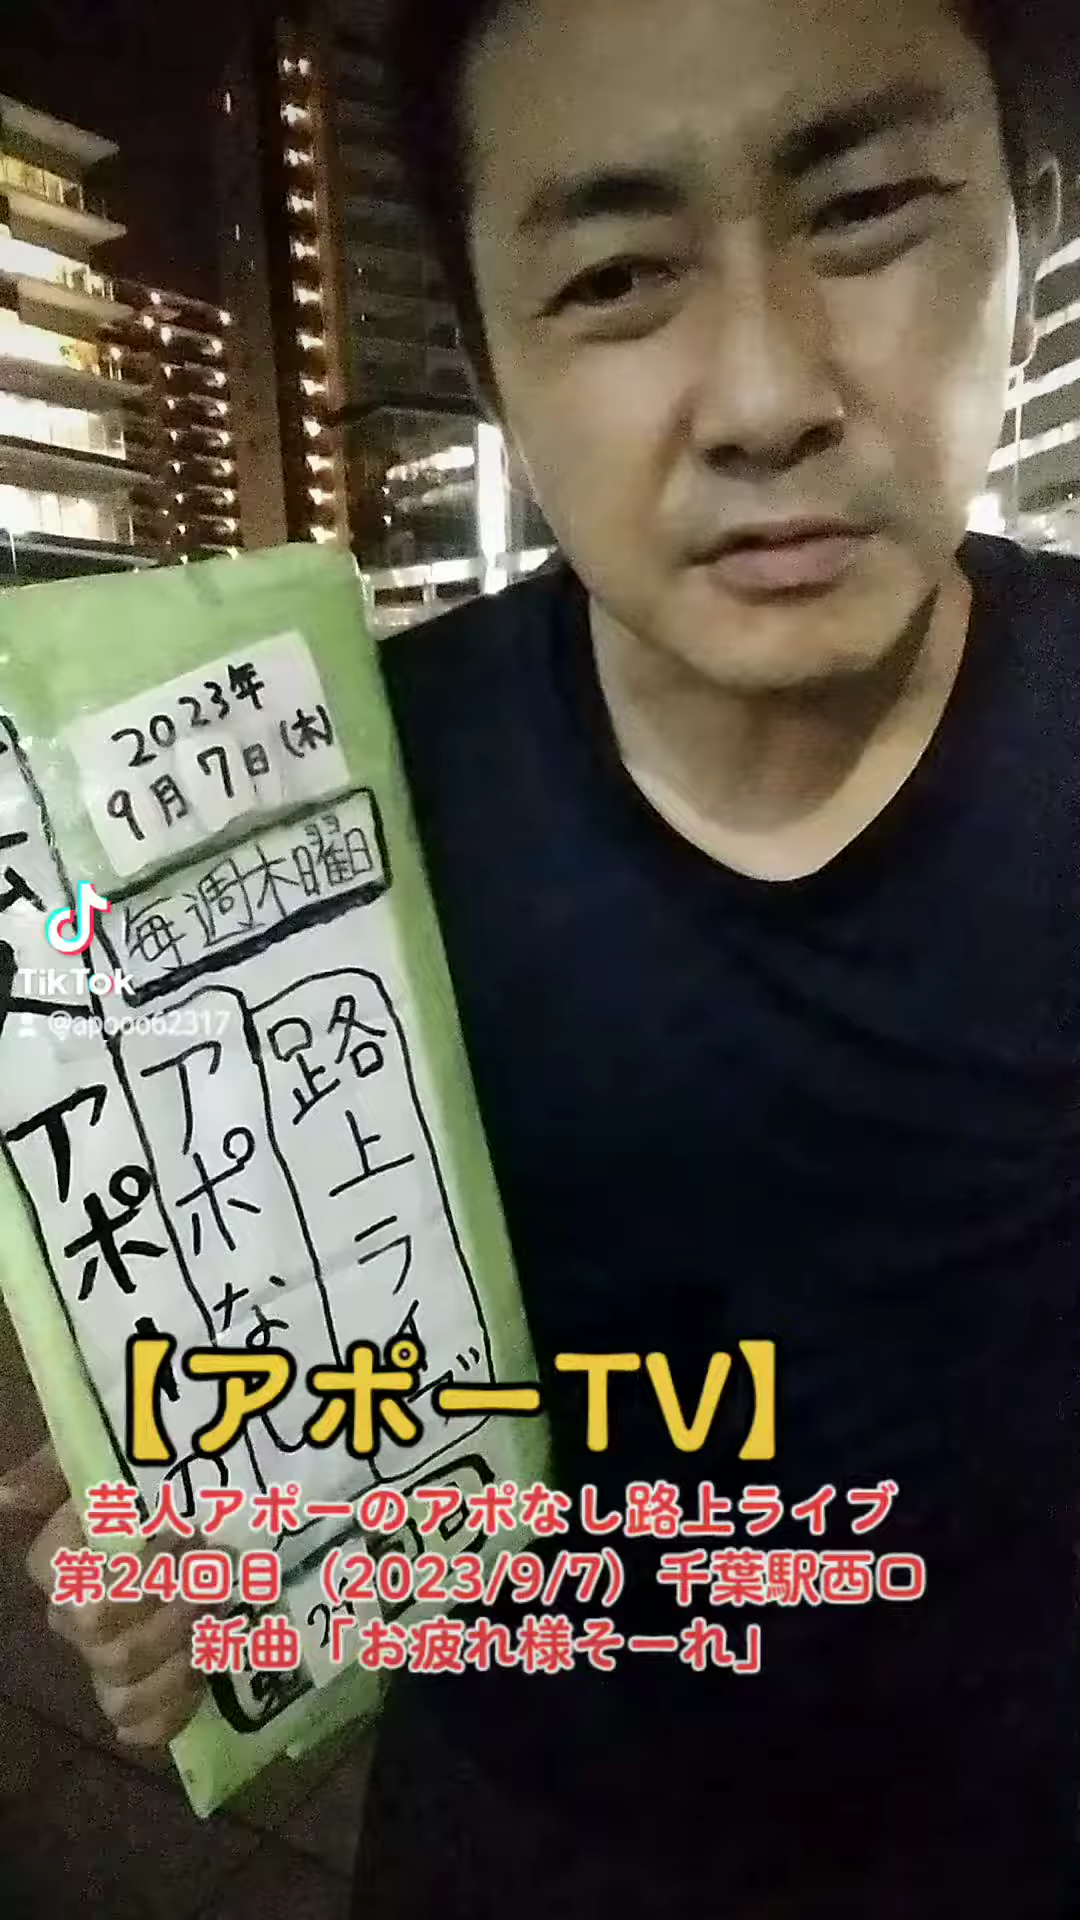 2023年
9月7日(木)
毎週木曜日
路上ライブ
アポな
アポー
TikTok
@apooo62317
【アポーTV】
芸人アポーのアポなし路上ライブ
第24回目（2023/9/7）千葉駅西口
新曲「お疲れ様そーれ」